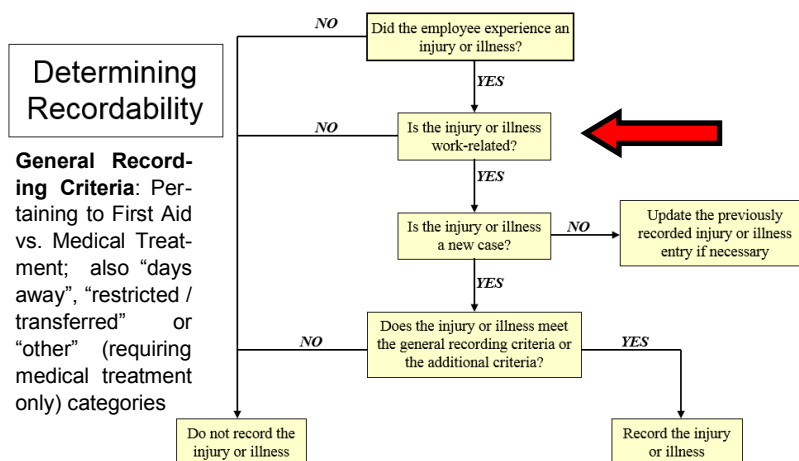 Determining
Recordability
General Record-
ing Criteria: Per-
taining to First Aid
vs. Medical Treat-
ment; also “days
away”, “restricted /
transferred” or
“other” (requiring
medical treatment
only) categories
NO
Did the employee experience an
injury or illness?
YES
NO
Is the injury or illness
work-related?
YES
Is the injury or illness
a new case?
NO
Update the previously
recorded injury or illness
entry if necessary
YES
NO
Does the injury or illness meet
the general recording criteria or
the additional criteria?
YES
Do not record the
injury or illness
Record the injury
or illness